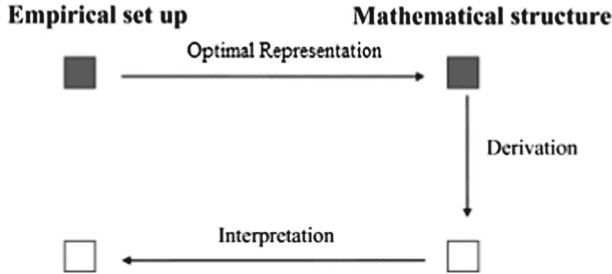 Empirical set up
Mathematical structure
Optimal Representation
Derivation
Interpretation